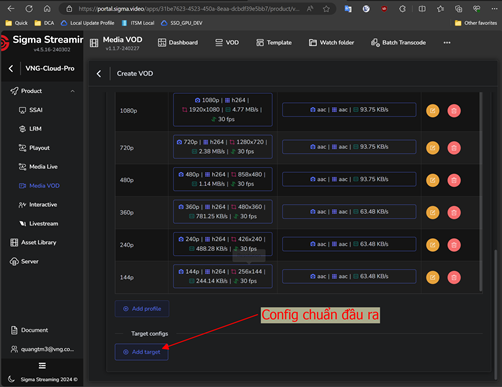 https://portal.sigma.video/apps/31be7623-4523-450a-8eaa-dcbdf39e5bb7/product/v...
Import favorites
DCA
Local Update Profile
ITSM Local
SSO_GPU_DEV
Other favorites
Sigma Streaming
v4.5.16-240302
Media VOD
v1.1.7-240227
Dashboard
VOD
Template
Watch folder
Batch Transcode
VNG-Cloud-Pro
Create VOD
Product
SSAI
LRM
Playout
Media Live
Media VOD
Interactive
Livestream
Asset Library
Server
Document
quangtm3@vng.co...
Sigma Streaming 2024 ©
1080p
1080p | h264 |
1920x1080 | 4.77 MB/s |
30 fps
aac | aac | 93.75 KB/s
720p
720p | h264 | 1280x720 |
2.38 MB/s | 30 fps
aac | aac | 93.75 KB/s
480p
480p | h264 | 858x480 |
1.14 MB/s | 30 fps
aac | aac | 93.75 KB/s
360p
360p | h264 | 480x360 |
781.25 KB/s | 30 fps
aac | aac | 63.48 KB/s
240p
240p | h264 | 426x240 |
488.28 KB/s | 30 fps
aac | aac | 63.48 KB/s
144p
144p | h264 | 256x144 |
244.14 KB/s | 30 fps
aac | aac | 63.48 KB/s
Add profile
Config chuẩn đầu ra
Target configs
Add target